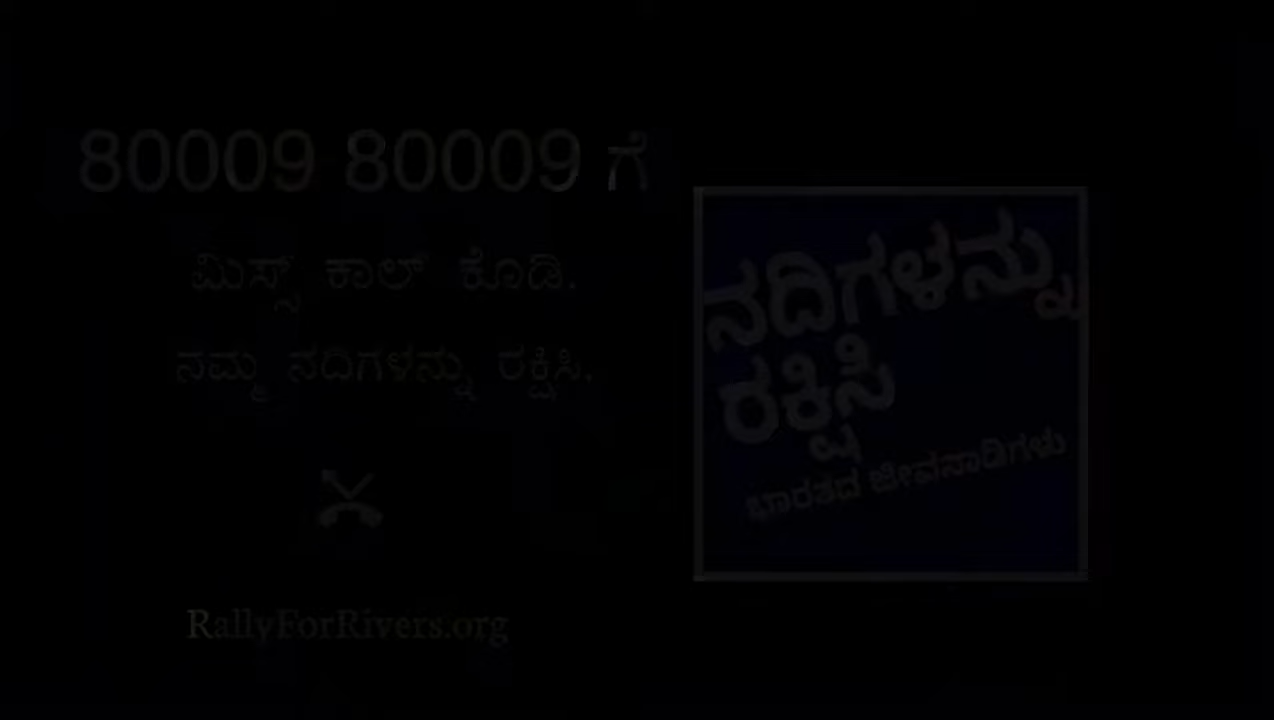 80009 80009 ಗೆ
ಮಿಸ್ಸ್ ಕಾಲ್ ಕೊಡಿ.
ನಮ್ಮ ನದಿಗಳನ್ನು ರಕ್ಷಿಸಿ.
RallyForRivers.org
ನದಿಗಳನ್ನು
ರಕ್ಷಿಸಿ
ಭಾರತದ ಜೀವನಾಡಿಗಳು